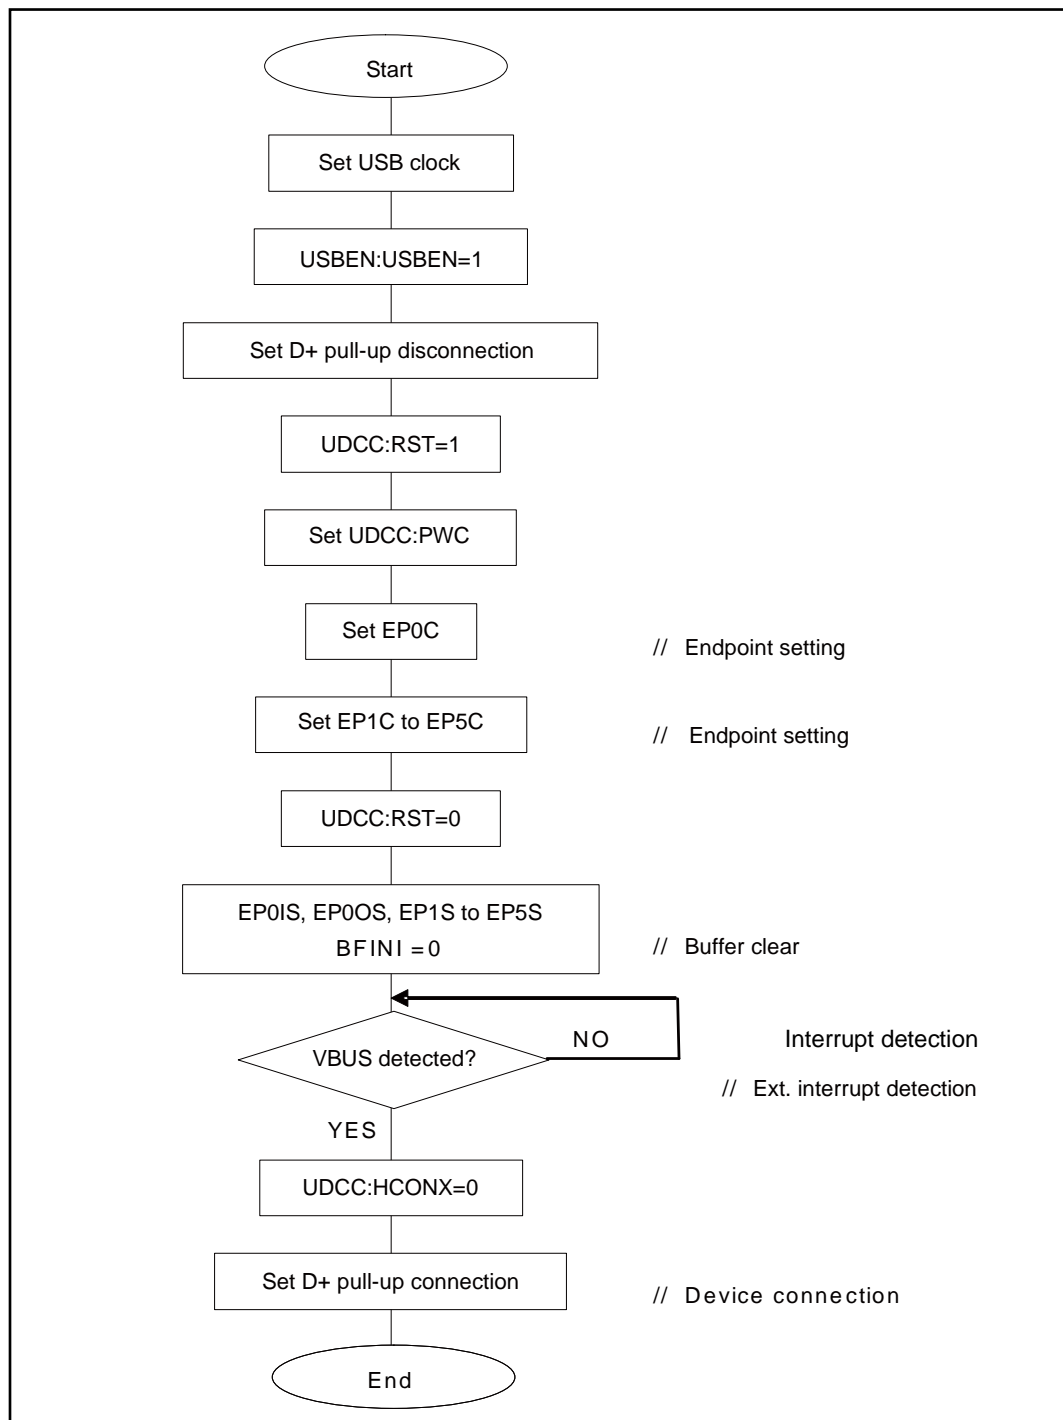 Start
Set USB clock
USBEN:USBEN=1
Set D+ pull-up disconnection
UDCC:RST=1
Set UDCC:PWC
Set EP0C
// Endpoint setting
Set EP1C to EP5C
// Endpoint setting
UDCC:RST=0
EP0IS, EP0OS, EP1S to EP5S
BFINI = 0
// Buffer clear
VBUS detected?
NO
Interrupt detection
// Ext. interrupt detection
YES
UDCC:HCONX=0
Set D+ pull-up connection
// Device connection
End